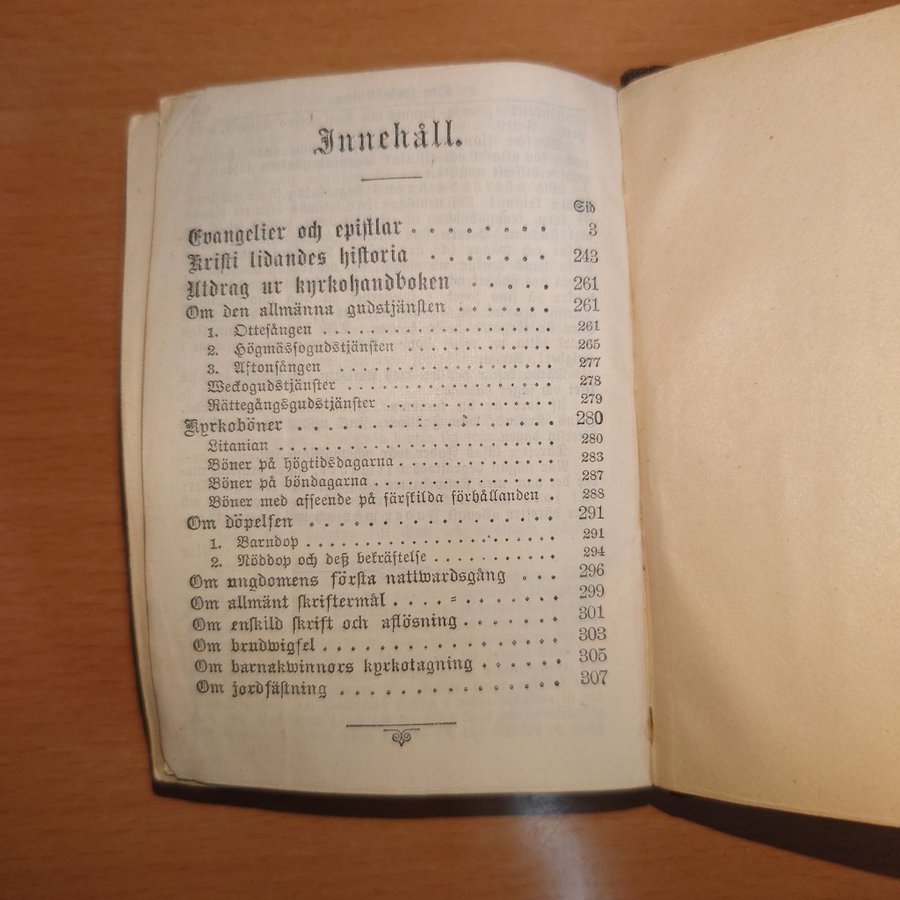 Innehåll.
Sid
Evangelier och epistlar . . . . . . . . 3
Kristi lidandes historia . . . . . . . 243
Utdrag ur kyrkohandboken . . . . . 261
Om den allmänna gudstjänsten . . . . . . . 261
1. Ottesången . . . . . . . . . . . . . . . . . . 261
2. Högmässogudstjänsten . . . . . . . . . . . 265
3. Aftonsången . . . . . . . . . . . . . . . . . 277
Weckogudstjänster . . . . . . . . . . . . . . . . 278
Rättegångsgudstjänster . . . . . . . . . . . . . 279
Kyrkoböner . . . . . . . . . . . . . . . . . 280
Litanian . . . . . . . . . . . . . . . . . . . . . 280
Böner på högtidsdagarna . . . . . . . . . . . . 283
Böner på böndagarna . . . . . . . . . . . . . . 287
Böner med afseende på särskilda förhållanden . 288
Om döpelsen . . . . . . . . . . . . . . . . 291
1. Barndop . . . . . . . . . . . . . . . . . . . 291
2. Nöddop och deß bekräftelse . . . . . . . . . 294
Om ungdomens första nattwardsgång . . . 296
Om allmänt skriftermål . . . . . . . . . . . 299
Om enskild skrift och aflösning . . . . . . . 301
Om brudwigsel . . . . . . . . . . . . . . . 303
Om barnakwinnors kyrkotagning . . . . . . 305
Om jordfästning . . . . . . . . . . . . . . 307